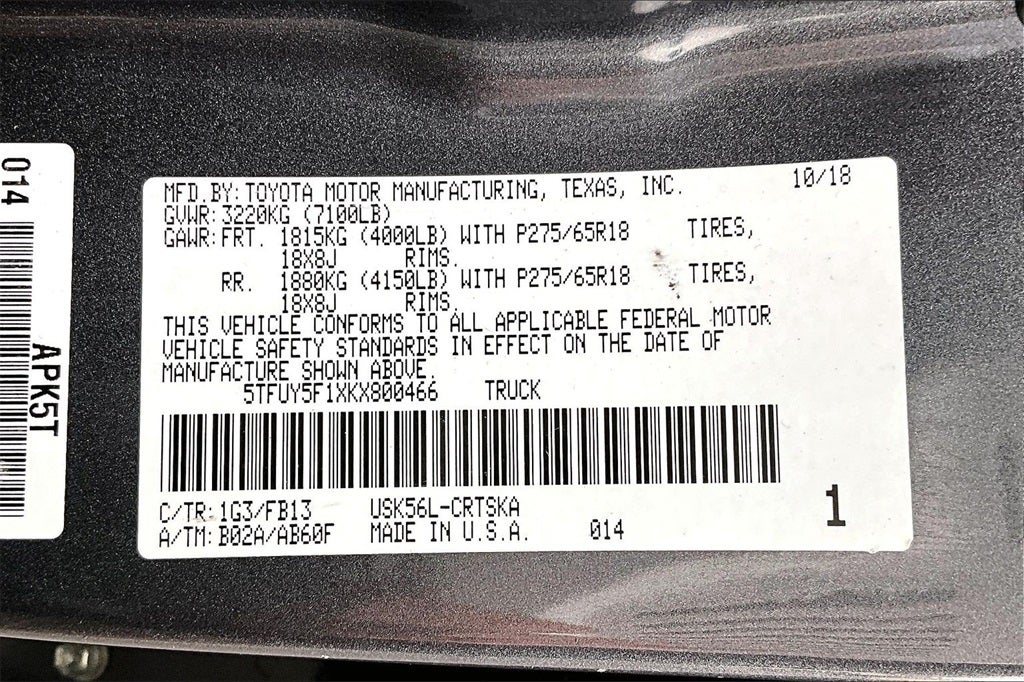 MFD.BY:TOYOTA MOTOR MANUFACTURING, TEXAS, INC. 10/18
GVWR:3220KG (7100LB)
GAWR:FRT. 1815KG (4000LB) WITH P275/65R18 TIRES,
18X8J RIMS.
RR. 1880KG (4150LB) WITH P275/65R18 TIRES,
18X8J RIMS.
THIS VEHICLE CONFORMS TO ALL APPLICABLE FEDERAL MOTOR
VEHICLE SAFETY STANDARDS IN EFFECT ON THE DATE OF
MANUFACTURE SHOWN ABOVE.
5TFUY5F1XKX800466 TRUCK
C/TR:1G3/FB13 USK56L-CRTSKA 1
A/TM:B02A/AB60F MADE IN U.S.A. 014
014
APK5T